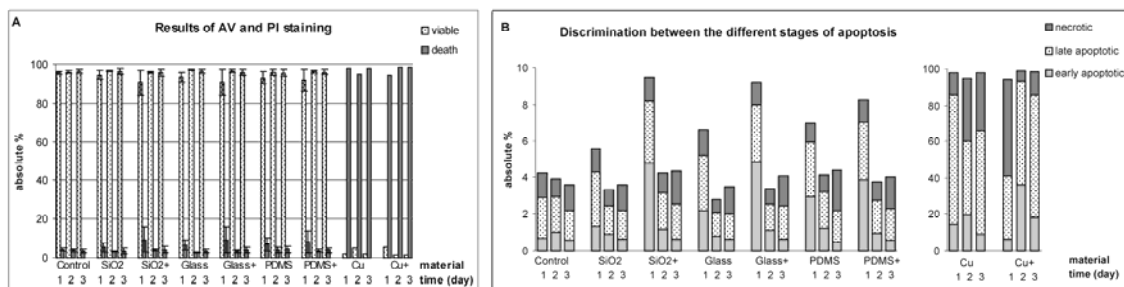 A
Results of AV and PI staining
viable
death
absolute %
100
80
60
40
20
0
Control SiO2 SiO2+ Glass Glass+ PDMS PDMS+ Cu Cu+ material
1 2 3 1 2 3 1 2 3 1 2 3 1 2 3 1 2 3 1 2 3 1 2 3 1 2 3 time (day)
B
Discrimination between the different stages of apoptosis
necrotic
late apoptotic
early apoptotic
absolute %
10
8
6
4
2
0
Control SiO2 SiO2+ Glass Glass+ PDMS PDMS+
1 2 3 1 2 3 1 2 3 1 2 3 1 2 3 1 2 3 1 2 3
100
80
60
40
20
0
Cu Cu+ material
1 2 3 1 2 3 time (day)